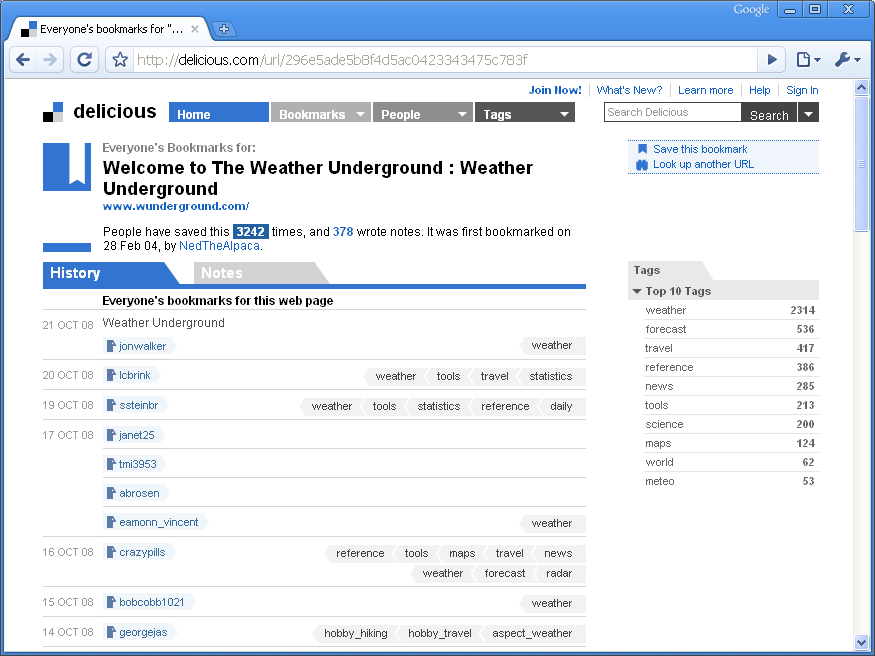 Google
Everyone's bookmarks for "...
http://delicious.com/url/296e5ade5b8f4d5ac0423343475c783f
Join Now! What's New? Learn more Help Sign In
delicious Home Bookmarks People Tags Search Delicious Search
Everyone's Bookmarks for:
Welcome to The Weather Underground : Weather
Underground
www.wunderground.com/
Save this bookmark
Look up another URL
People have saved this 3242 times, and 378 wrote notes. It was first bookmarked on
28 Feb 04, by NedTheAlpaca.
History Notes
Everyone's bookmarks for this web page
21 OCT 08 Weather Underground
jonwalker weather
20 OCT 08 lcbrink weather tools travel statistics
19 OCT 08 ssteinbr weather tools statistics reference daily
17 OCT 08 janet25
tmi3953
abrosen
eamonn_vincent weather
16 OCT 08 crazypills reference tools maps travel news
weather forecast radar
15 OCT 08 bobcobb1021 weather
14 OCT 08 georgejas hobby_hiking hobby_travel aspect_weather
Tags
Top 10 Tags
weather 2314
forecast 536
travel 417
reference 386
news 285
tools 213
science 200
maps 124
world 62
meteo 53